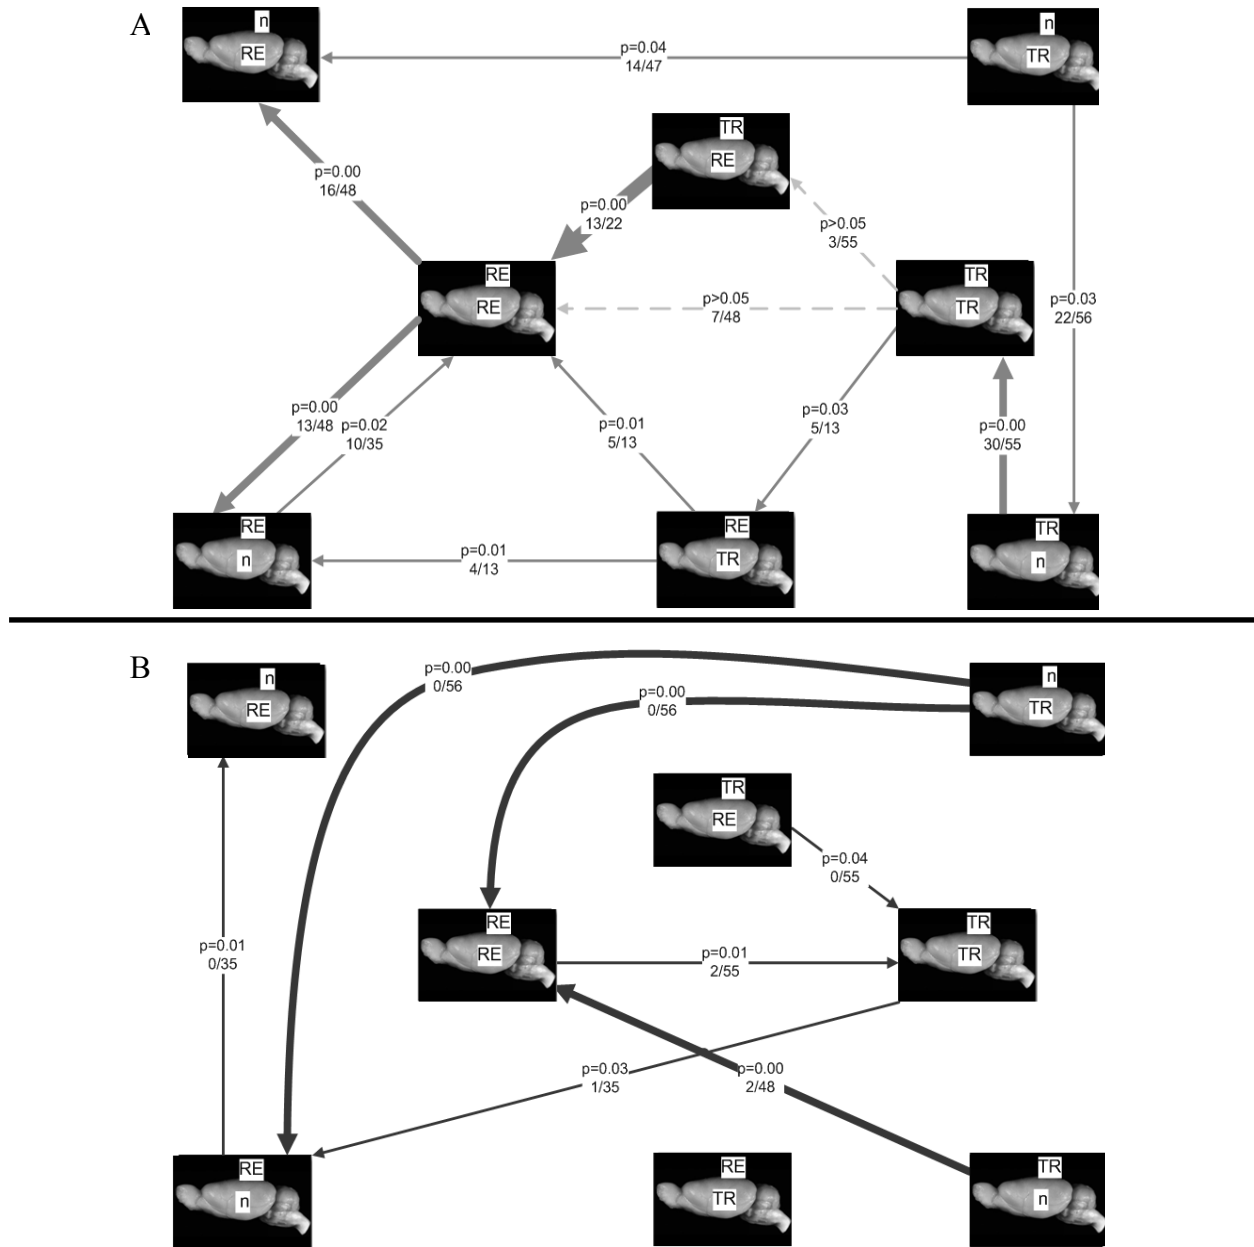 A
n
RE
p=0.04
14/47
n
TR
TR
RE
p=0.00
16/48
p=0.00
13/22
p>0.05
3/55
RE
RE
p>0.05
7/48
TR
TR
p=0.03
22/56
p=0.00
13/48
p=0.02
10/35
p=0.01
5/13
p=0.03
5/13
p=0.00
30/55
RE
n
p=0.01
4/13
RE
TR
TR
n
B
n
RE
p=0.00
0/56
p=0.00
0/56
n
TR
TR
RE
p=0.04
0/55
RE
RE
p=0.01
2/55
TR
TR
p=0.01
0/35
p=0.03
1/35
p=0.00
2/48
RE
n
RE
TR
TR
n